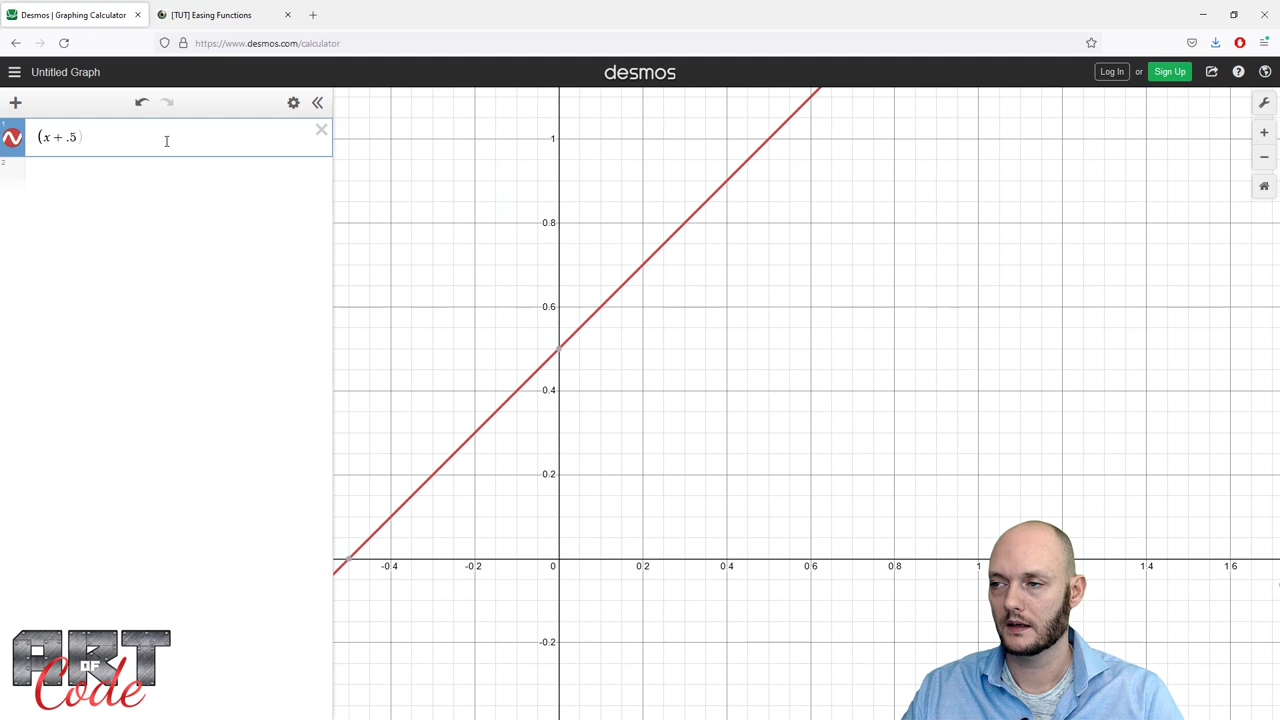 Desmos | Graphing Calculator
[TUT] Easing Functions
https://www.desmos.com/calculator
Untitled Graph
desmos
Log In or Sign Up
1
(x + .5)
2
1
0.8
0.6
0.4
0.2
-0.2
-0.4 -0.2 0 0.2 0.4 0.6 0.8 1 1.4 1.6
ART
OF
Code